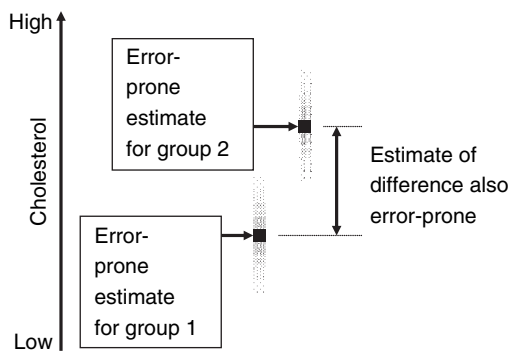 High
Cholesterol
Low
Error-
prone
estimate
for group 2
Error-
prone
estimate
for group 1
Estimate of
difference also
error-prone